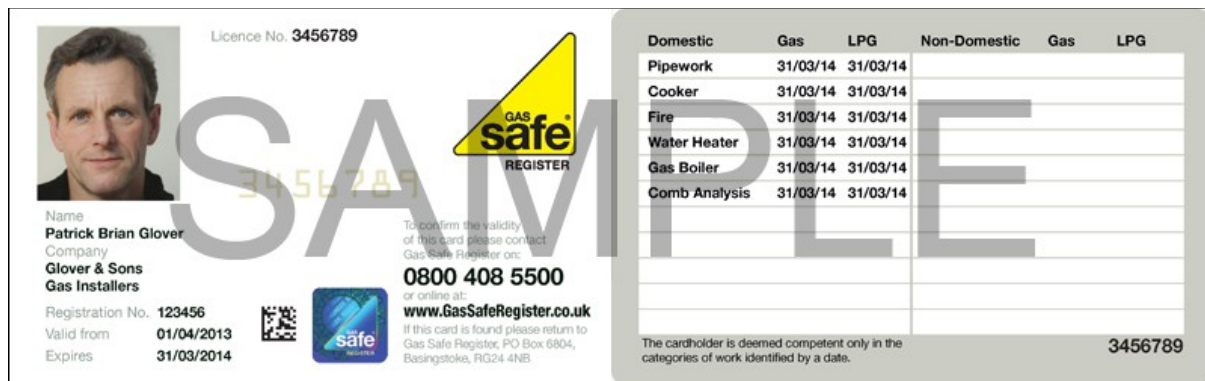 Licence No. 3456789
GAS
safe
REGISTER
3456789
SAMPLE
Name
Patrick Brian Glover
Company
Glover & Sons
Gas Installers
Registration No. 123456
Valid from 01/04/2013
Expires 31/03/2014
GAS
safe
REGISTER
To confirm the validity
of this card please contact
Gas Safe Register on:
0800 408 5500
or online at:
www.GasSafeRegister.co.uk
If this card is found please return to
Gas Safe Register, PO Box 6804,
Basingstoke, RG24 4NB
Domestic Gas LPG Non-Domestic Gas LPG
Pipework 31/03/14 31/03/14
Cooker 31/03/14 31/03/14
Fire 31/03/14 31/03/14
Water Heater 31/03/14 31/03/14
Gas Boiler 31/03/14 31/03/14
Comb Analysis 31/03/14 31/03/14
The cardholder is deemed competent only in the
categories of work identified by a date.
3456789